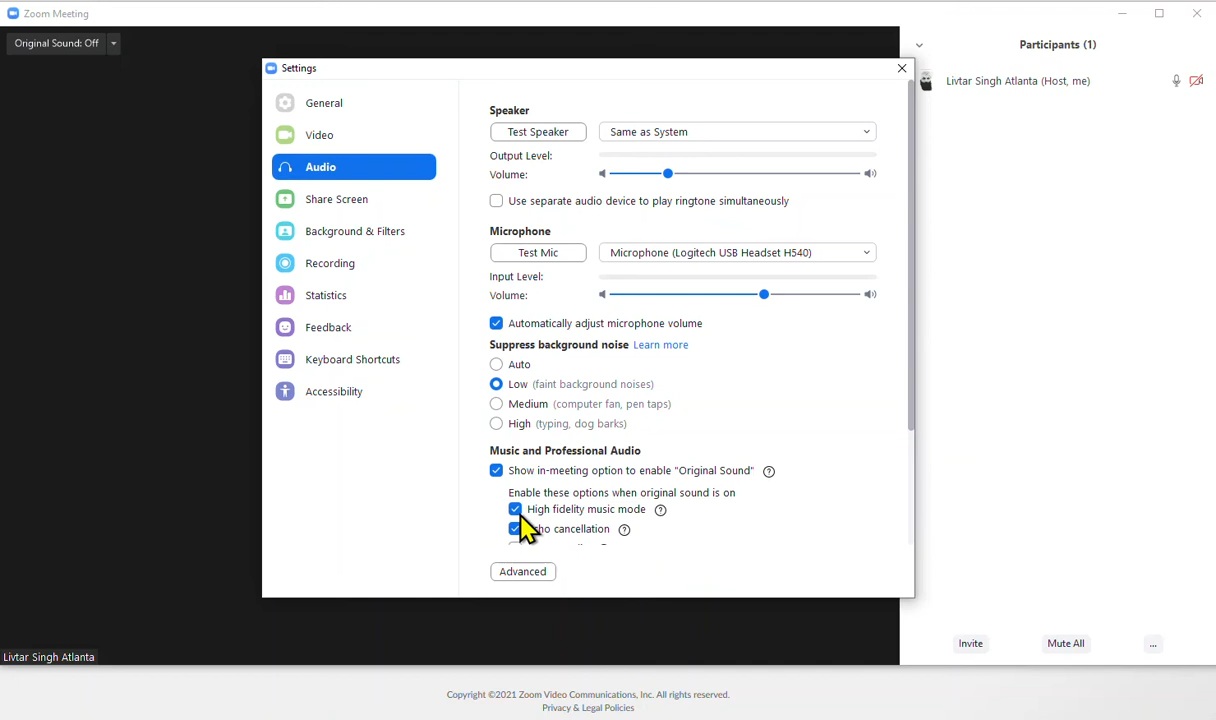 Zoom Meeting
Original Sound: Off
Participants (1)
Livtar Singh Atlanta (Host, me)
Settings
General
Video
Audio
Share Screen
Background & Filters
Recording
Statistics
Feedback
Keyboard Shortcuts
Accessibility
Speaker
Test Speaker
Same as System
Output Level:
Volume:
Use separate audio device to play ringtone simultaneously
Microphone
Test Mic
Microphone (Logitech USB Headset H540)
Input Level:
Volume:
Automatically adjust microphone volume
Suppress background noise Learn more
Auto
Low (faint background noises)
Medium (computer fan, pen taps)
High (typing, dog barks)
Music and Professional Audio
Show in-meeting option to enable "Original Sound" ?
Enable these options when original sound is on
High fidelity music mode ?
cancellation ?
Advanced
Invite
Mute All
...
Livtar Singh Atlanta
Copyright ©2021 Zoom Video Communications, Inc. All rights reserved.
Privacy & Legal Policies